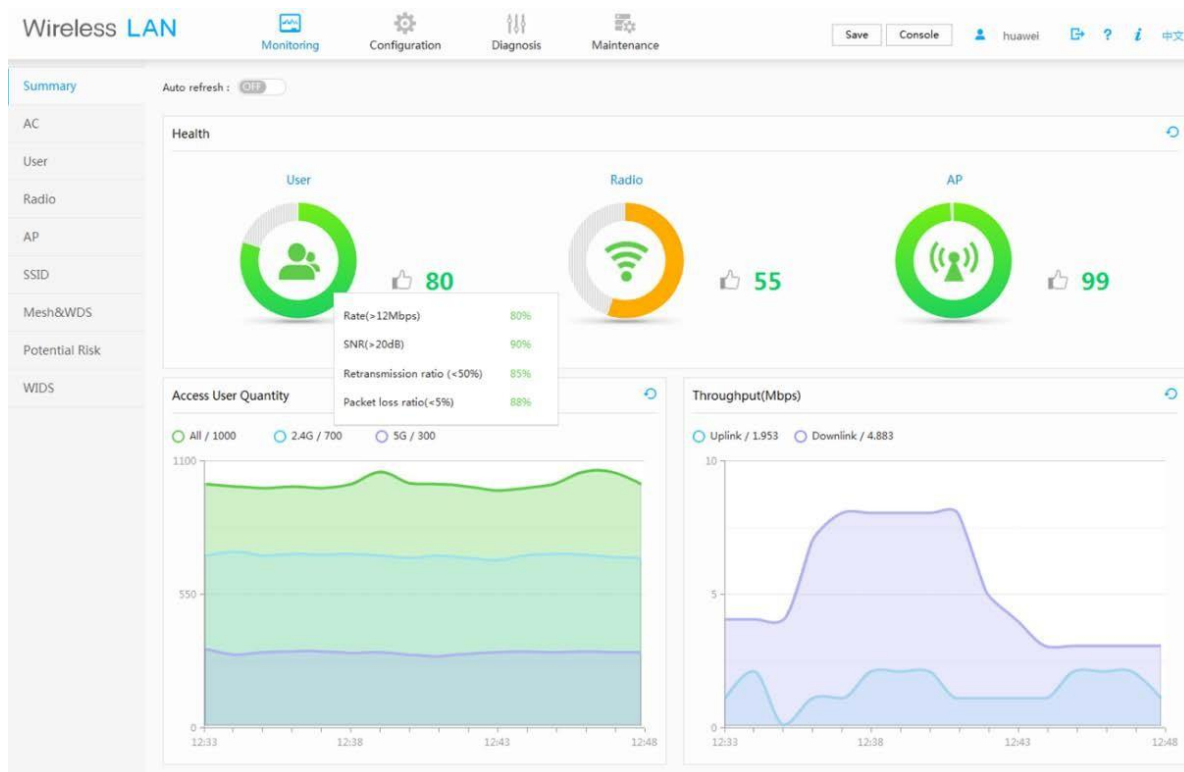 Wireless LAN
Monitoring
Configuration
Diagnosis
Maintenance
Save
Console
huawei
?
i
中文
Summary
AC
User
Radio
AP
SSID
Mesh&WDS
Potential Risk
WIDS
Auto refresh : OFF
Health
User
Radio
AP
80
55
99
Rate(>12Mbps) 80%
SNR(>20dB) 90%
Retransmission ratio (<50%) 85%
Packet loss ratio(<5%) 88%
Access User Quantity
All / 1000 2.4G / 700 5G / 300
1100
550
0
12:33 12:38 12:43 12:48
Throughput(Mbps)
Uplink / 1.953 Downlink / 4.883
10
5
0
12:33 12:38 12:43 12:48